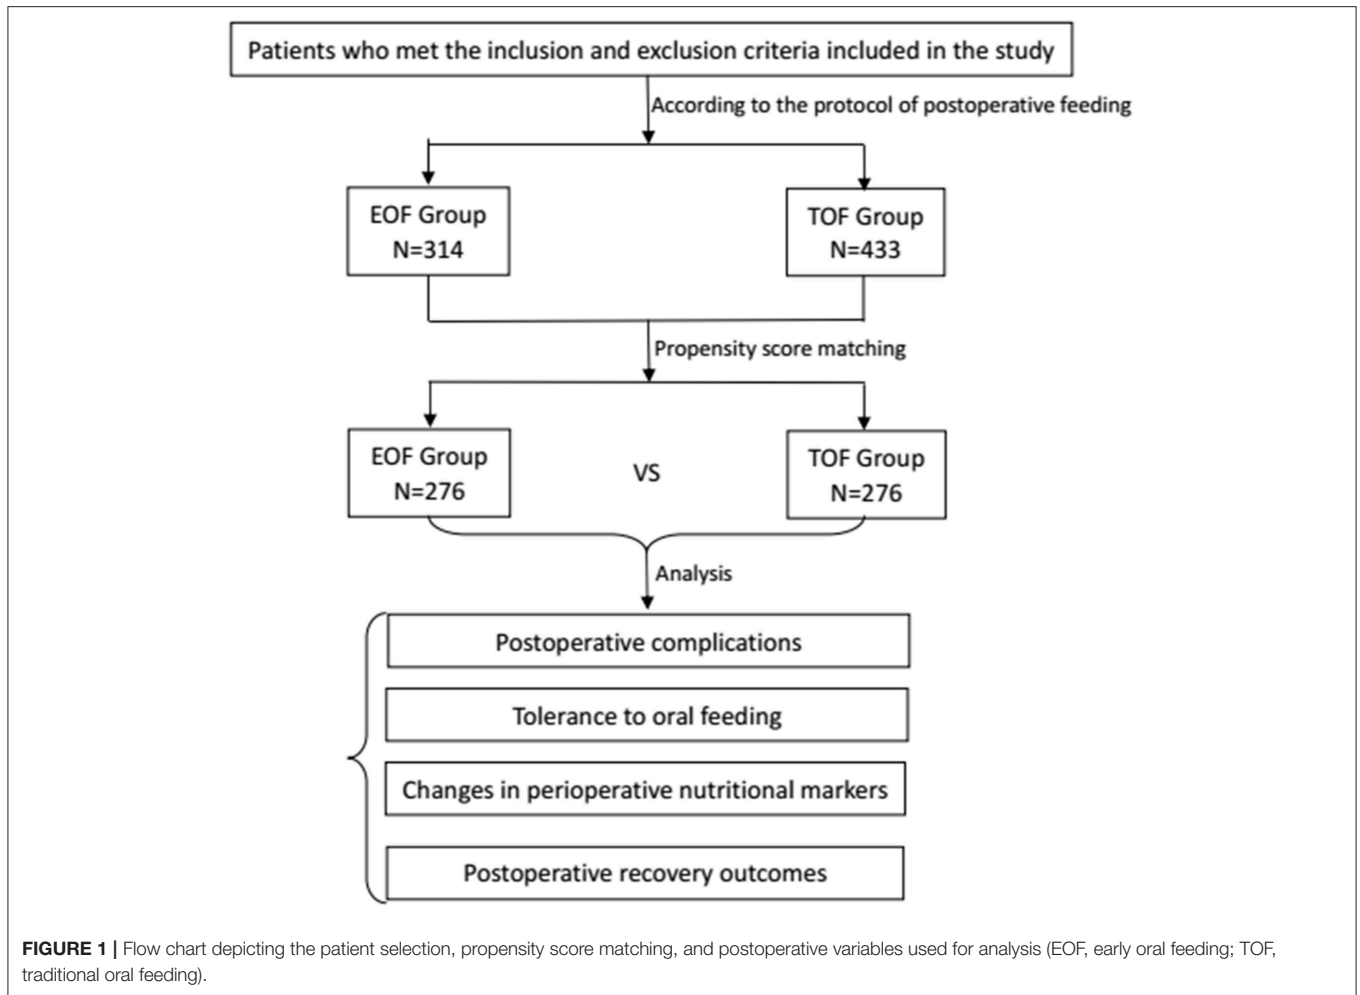 Patients who met the inclusion and exclusion criteria included in the study
According to the protocol of postoperative feeding
EOF Group
N=314
TOF Group
N=433
Propensity score matching
EOF Group
N=276
VS
TOF Group
N=276
Analysis
Postoperative complications
Tolerance to oral feeding
Changes in perioperative nutritional markers
Postoperative recovery outcomes
FIGURE 1 | Flow chart depicting the patient selection, propensity score matching, and postoperative variables used for analysis (EOF, early oral feeding; TOF,
traditional oral feeding).